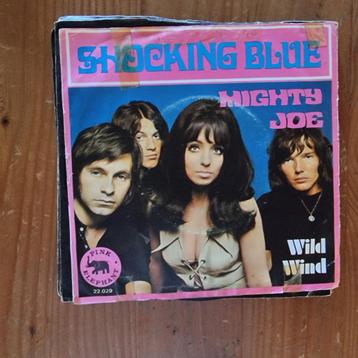 SHOCKING BLUE
MIGHTY
JOE
Wild
Wind
PINK
ELEPHANT
22.029